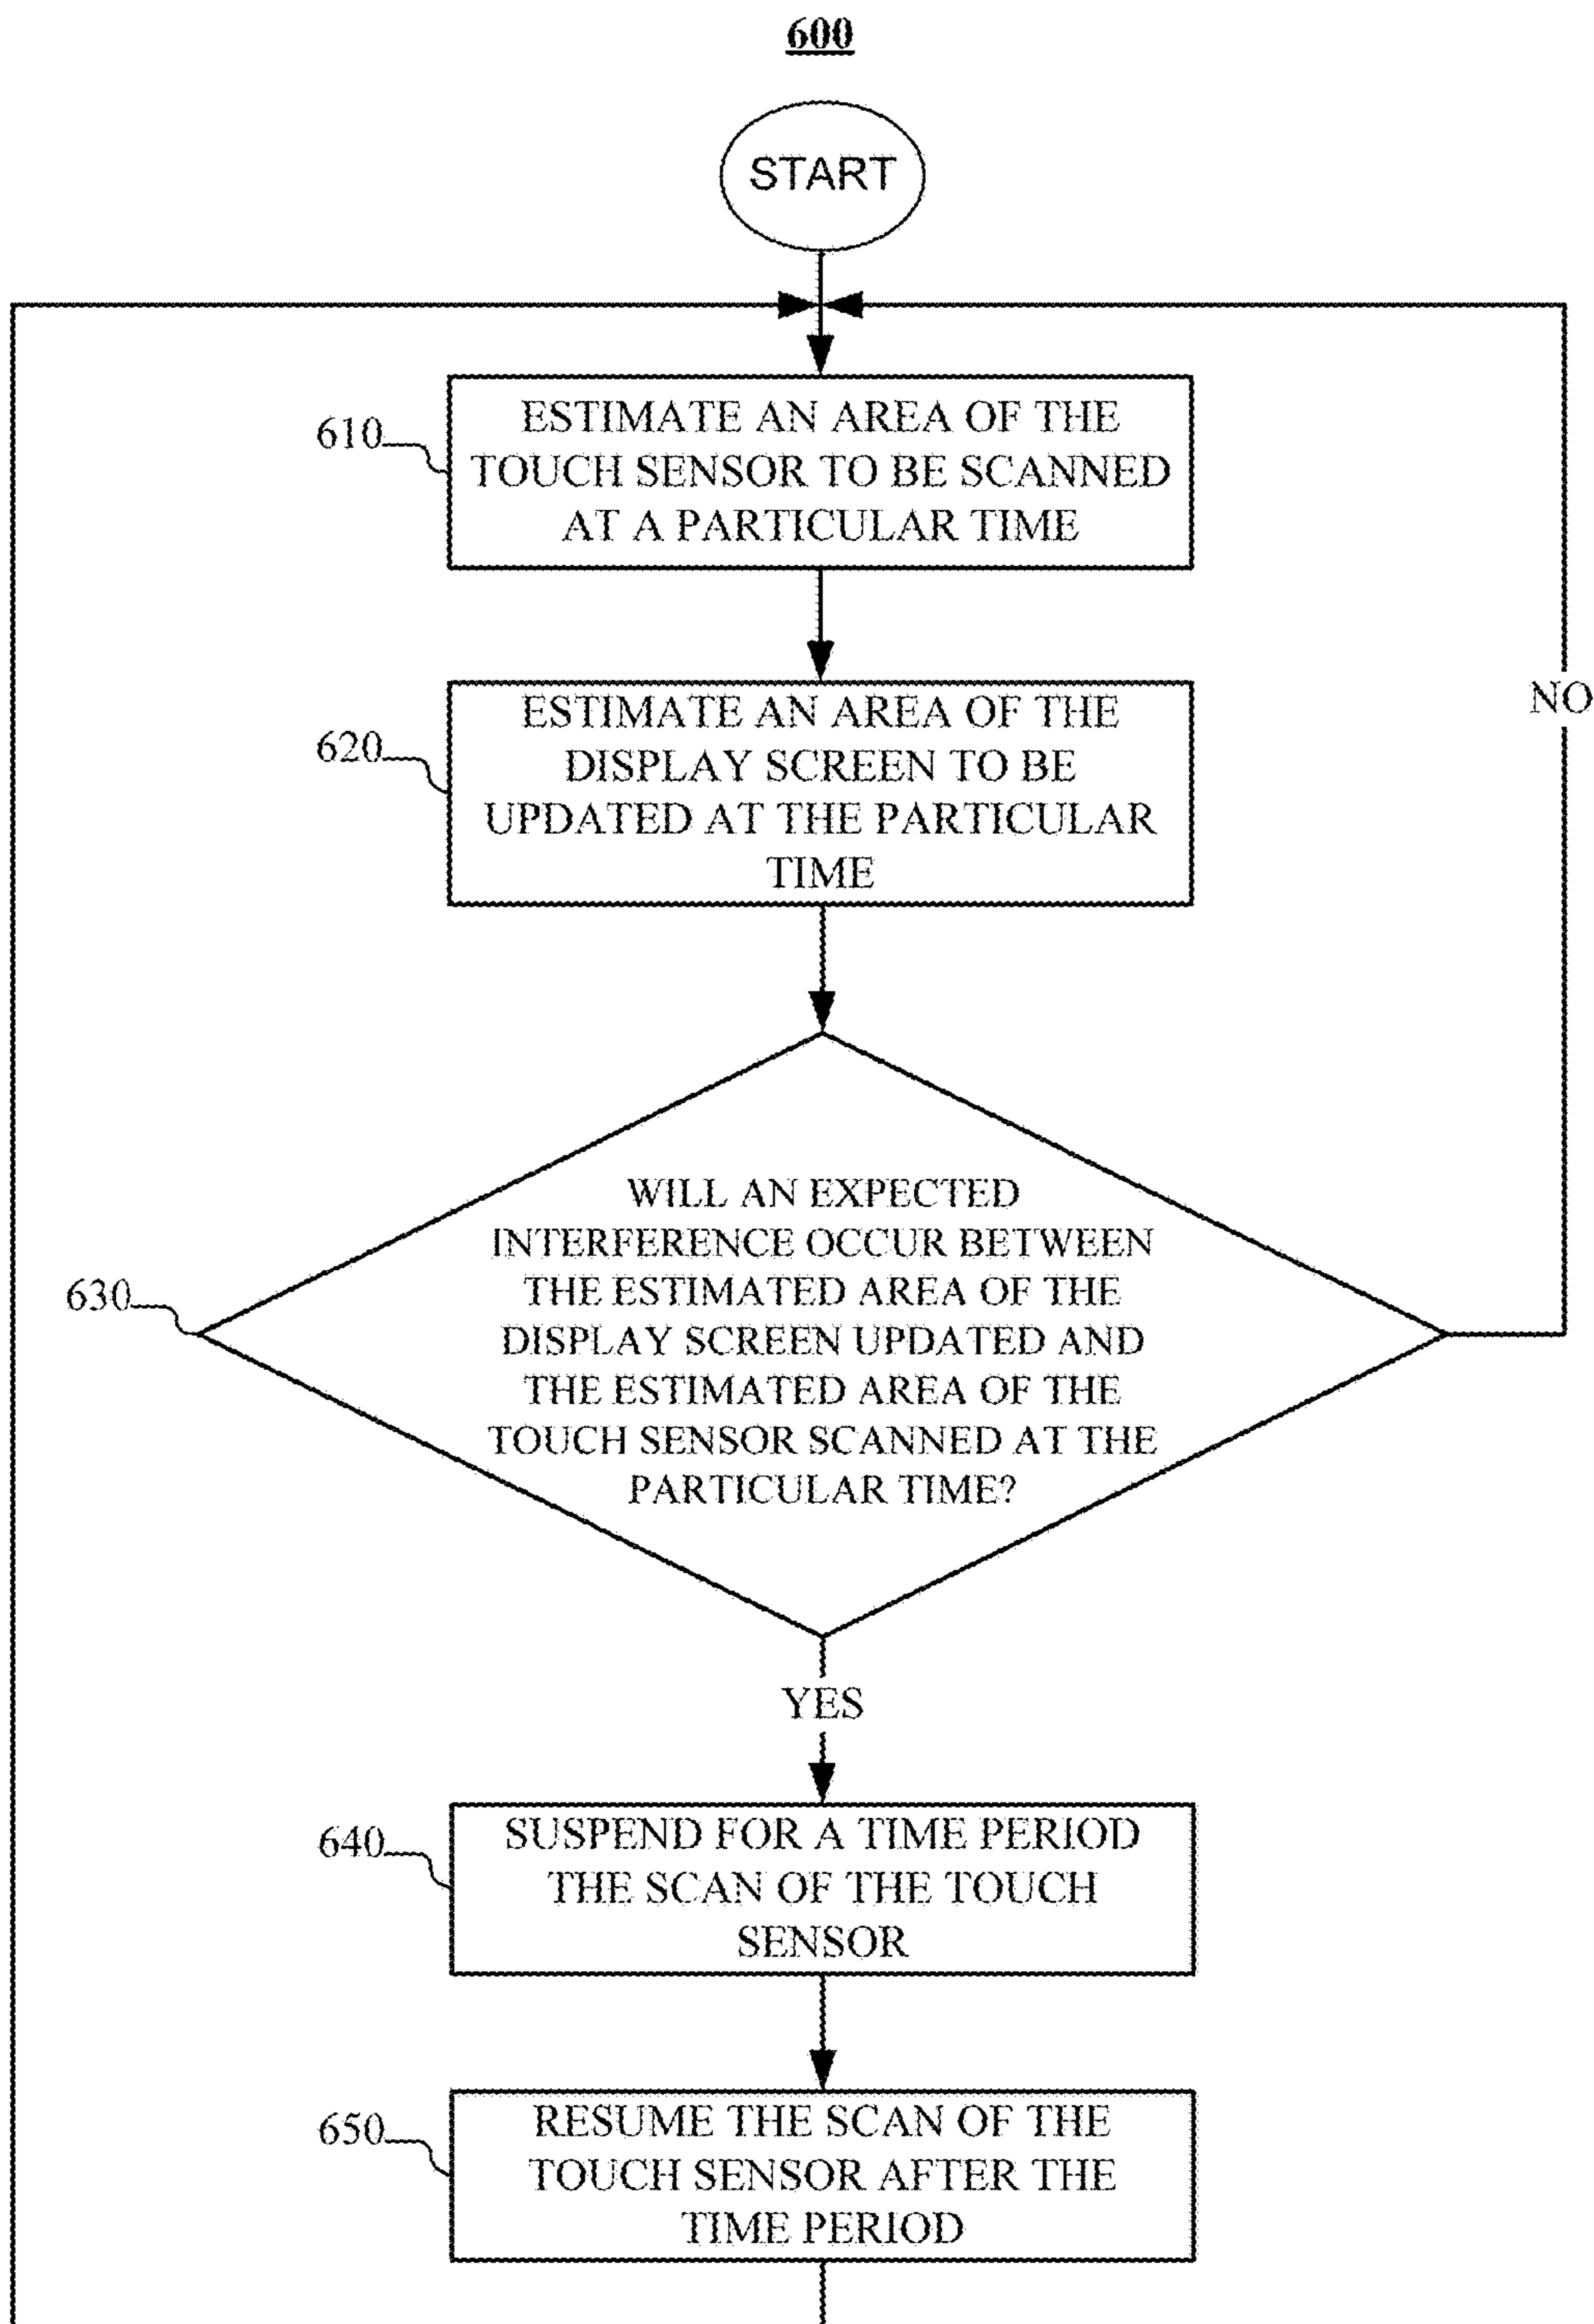 600
START
610
ESTIMATE AN AREA OF THE
TOUCH SENSOR TO BE SCANNED
AT A PARTICULAR TIME
620
ESTIMATE AN AREA OF THE
DISPLAY SCREEN TO BE
UPDATED AT THE PARTICULAR
TIME
NO
630
WILL AN EXPECTED
INTERFERENCE OCCUR BETWEEN
THE ESTIMATED AREA OF THE
DISPLAY SCREEN UPDATED AND
THE ESTIMATED AREA OF THE
TOUCH SENSOR SCANNED AT THE
PARTICULAR TIME?
YES
640
SUSPEND FOR A TIME PERIOD
THE SCAN OF THE TOUCH
SENSOR
650
RESUME THE SCAN OF THE
TOUCH SENSOR AFTER THE
TIME PERIOD